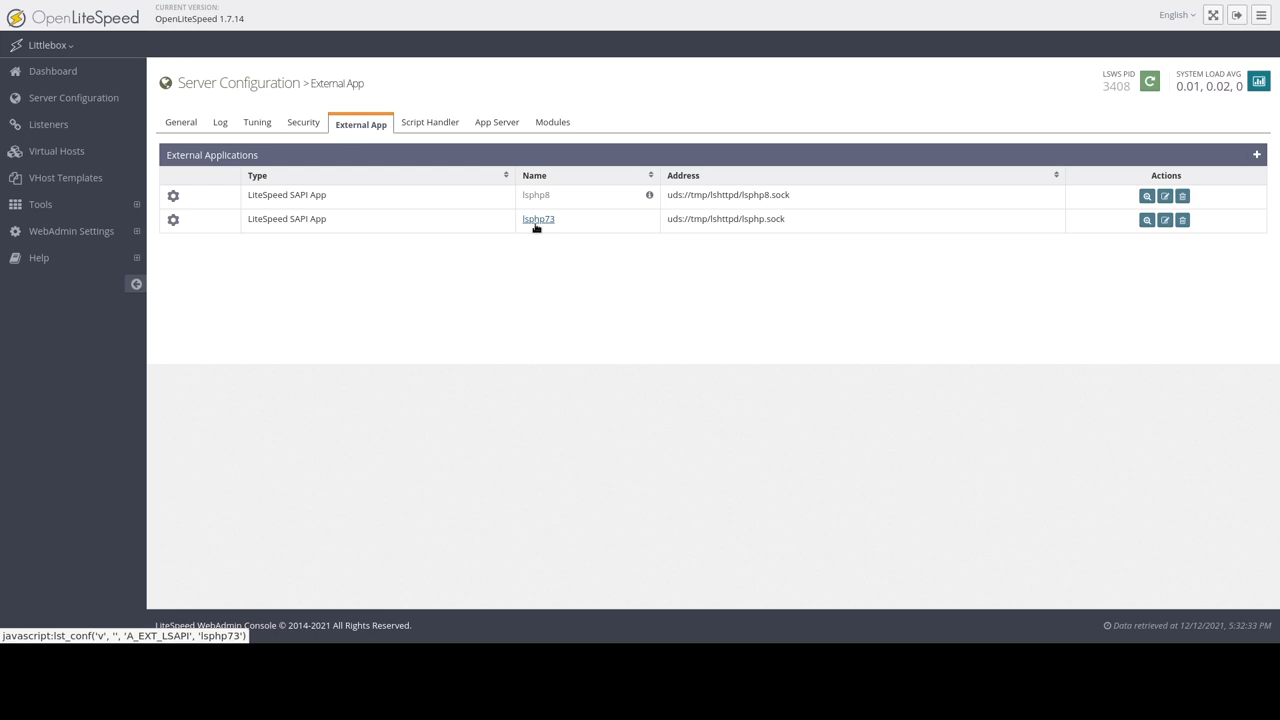 OpenLiteSpeed
CURRENT VERSION:
OpenLiteSpeed 1.7.14
English
Littlebox
Dashboard
Server Configuration
Listeners
Virtual Hosts
VHost Templates
Tools
WebAdmin Settings
Help
Server Configuration > External App
LSWS PID
3408
SYSTEM LOAD AVG
0.01, 0.02, 0
General Log Tuning Security External App Script Handler App Server Modules
External Applications
Type Name Address Actions
LiteSpeed SAPI App lsphp8 uds://tmp/lshttpd/lsphp8.sock
LiteSpeed SAPI App lsphp73 uds://tmp/lshttpd/lsphp.sock
LiteSpeed WebAdmin Console © 2014-2021 All Rights Reserved.
Data retrieved at 12/12/2021, 5:32:33 PM
javascript:lst_conf('v', '', 'A_EXT_LSAPI', 'lsphp73')